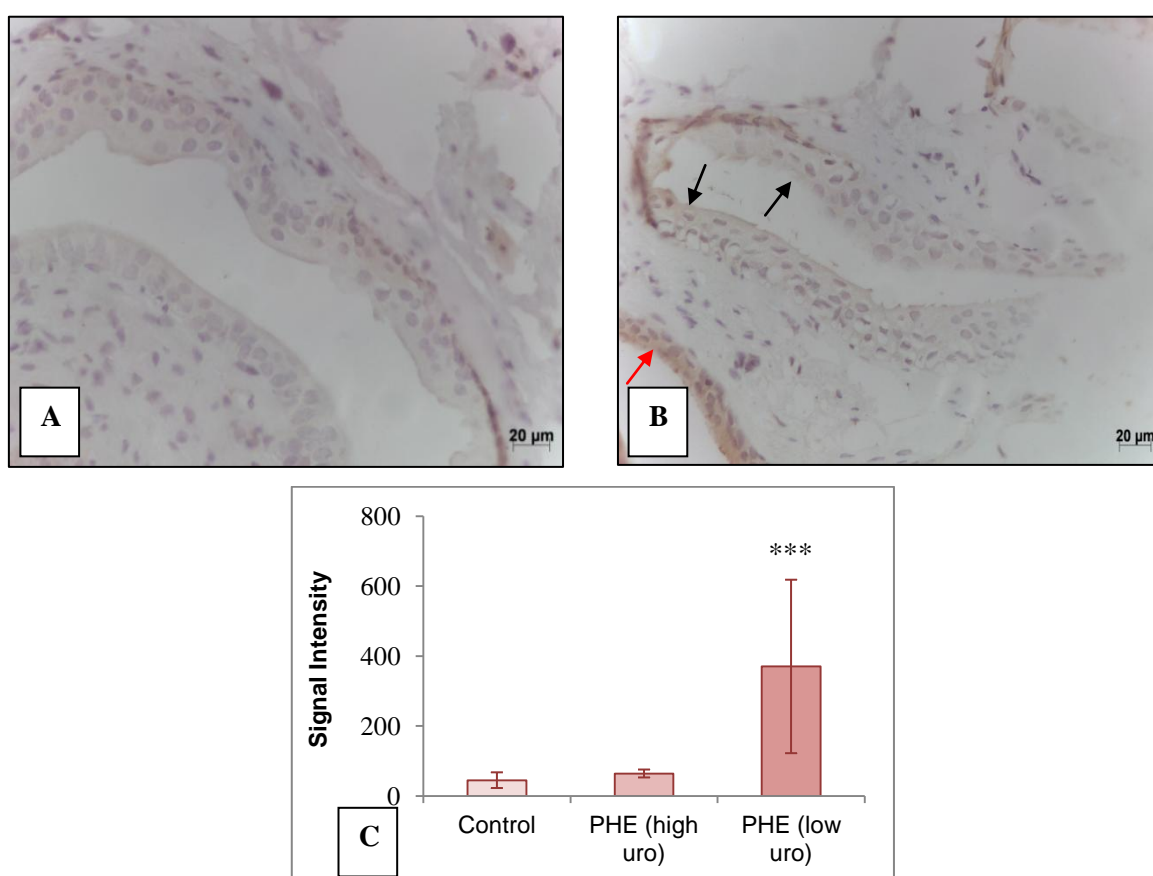 A
20 µm
B
20 µm
800
600
400
200
0
Signal Intensity
***
Control
PHE (high
uro)
PHE (low
uro)
C